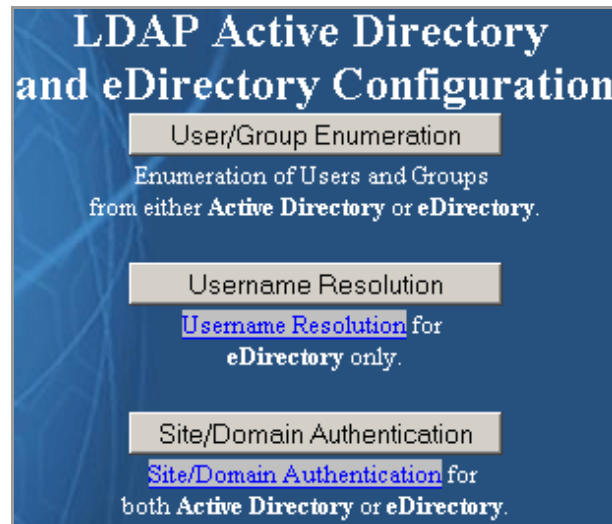 LDAP Active Directory
and eDirectory Configuration
User/Group Enumeration
Enumeration of Users and Groups
from either Active Directory or eDirectory.
Username Resolution
Username Resolution for
eDirectory only.
Site/Domain Authentication
Site/Domain Authentication for
both Active Directory or eDirectory.